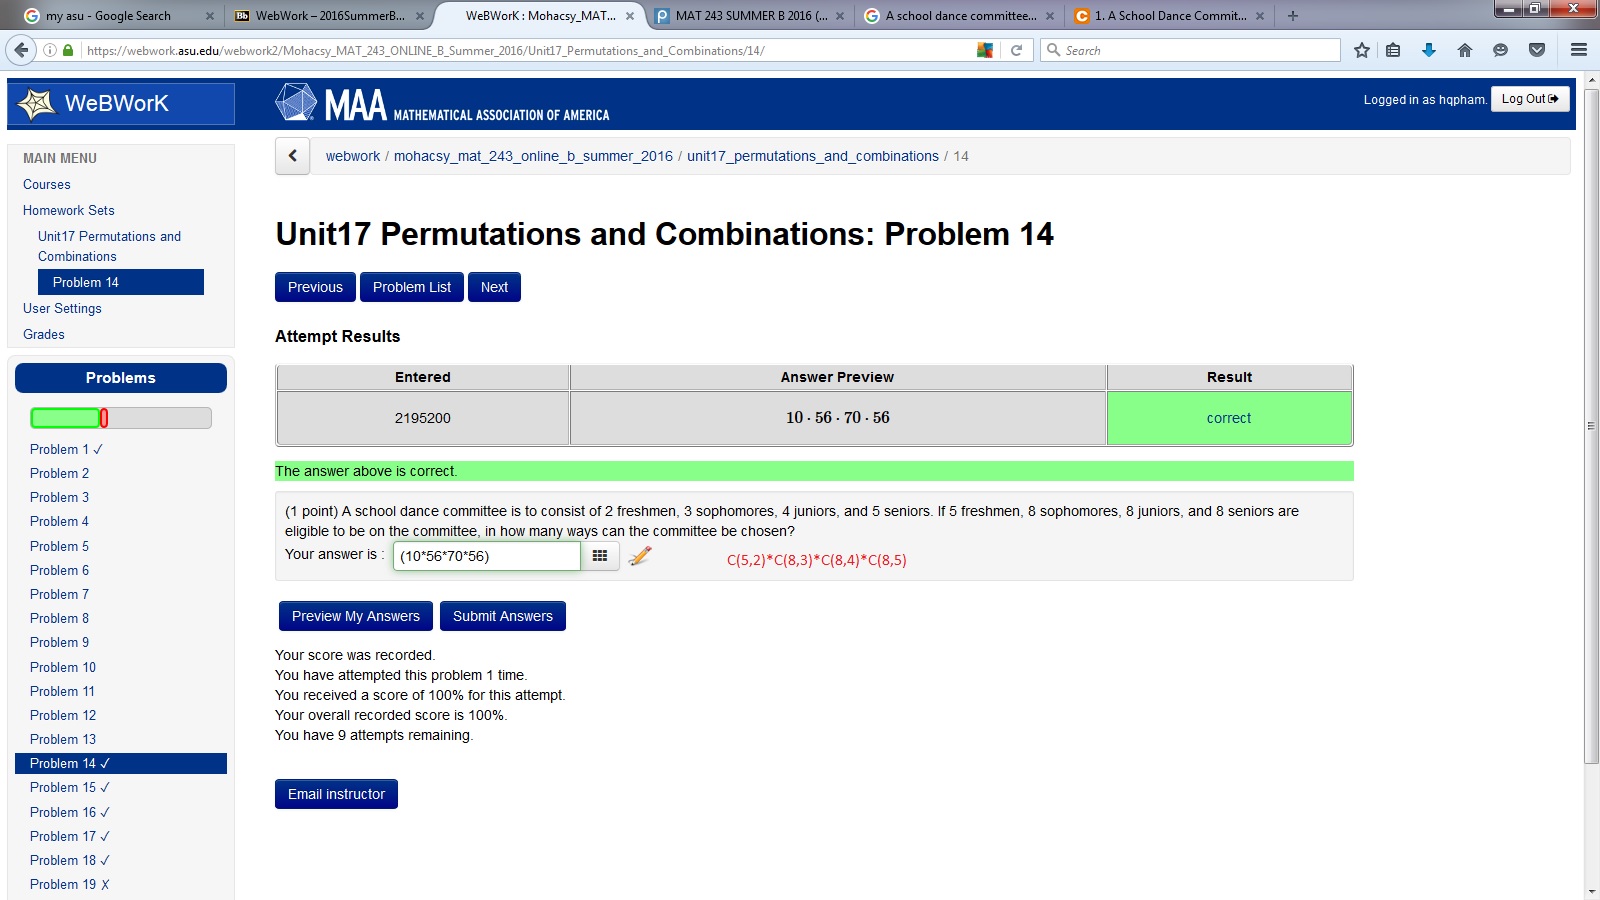 my asu - Google Search
WebWork – 2016SummerB...
WeBWorK : Mohacsy_MAT...
MAT 243 SUMMER B 2016 (...
A school dance committee...
1. A School Dance Commit...
https://webwork.asu.edu/webwork2/Mohacsy_MAT_243_ONLINE_B_Summer_2016/Unit17_Permutations_and_Combinations/14/
Search
WeBWorK
MAA MATHEMATICAL ASSOCIATION OF AMERICA
Logged in as hqpham.
Log Out
MAIN MENU
Courses
Homework Sets
Unit17 Permutations and
Combinations
Problem 14
User Settings
Grades
Problems
Problem 1 ✓
Problem 2
Problem 3
Problem 4
Problem 5
Problem 6
Problem 7
Problem 8
Problem 9
Problem 10
Problem 11
Problem 12
Problem 13
Problem 14 ✓
Problem 15 ✓
Problem 16 ✓
Problem 17 ✓
Problem 18 ✓
Problem 19 ✗
webwork / mohacsy_mat_243_online_b_summer_2016 / unit17_permutations_and_combinations / 14
Unit17 Permutations and Combinations: Problem 14
Previous
Problem List
Next
Attempt Results
Entered Answer Preview Result
2195200 10 · 56 · 70 · 56 correct
The answer above is correct.
(1 point) A school dance committee is to consist of 2 freshmen, 3 sophomores, 4 juniors, and 5 seniors. If 5 freshmen, 8 sophomores, 8 juniors, and 8 seniors are
eligible to be on the committee, in how many ways can the committee be chosen?
Your answer is : (10*56*70*56)
C(5,2)*C(8,3)*C(8,4)*C(8,5)
Preview My Answers
Submit Answers
Your score was recorded.
You have attempted this problem 1 time.
You received a score of 100% for this attempt.
Your overall recorded score is 100%.
You have 9 attempts remaining.
Email instructor